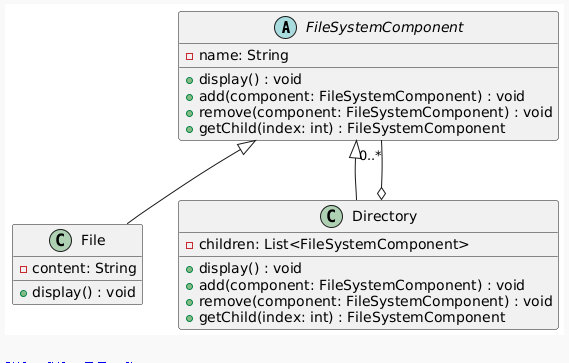 A FileSystemComponent
name: String
display() : void
add(component: FileSystemComponent) : void
remove(component: FileSystemComponent) : void
getChild(index: int) : FileSystemComponent
0..*
C File
content: String
display() : void
C Directory
children: List<FileSystemComponent>
display() : void
add(component: FileSystemComponent) : void
remove(component: FileSystemComponent) : void
getChild(index: int) : FileSystemComponent